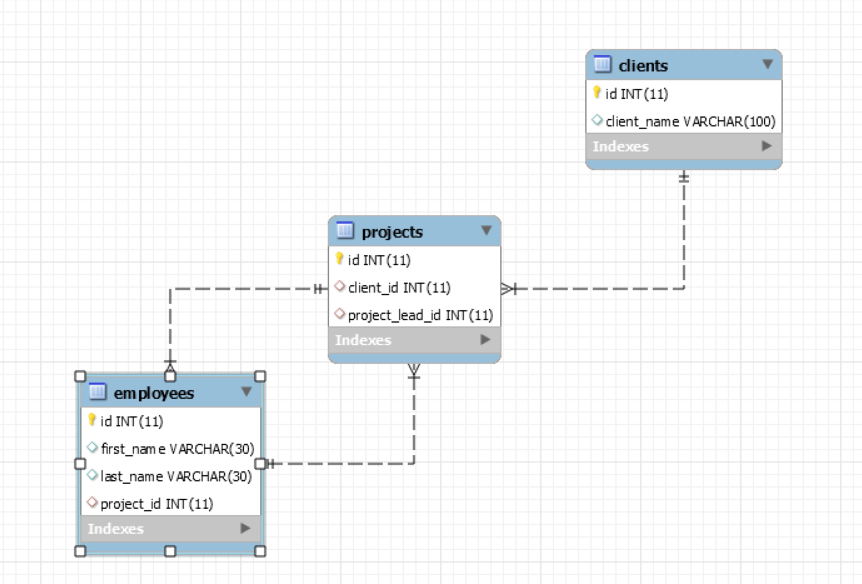 clients
id INT(11)
client_name VARCHAR(100)
Indexes
projects
id INT(11)
client_id INT(11)
project_lead_id INT(11)
Indexes
employees
id INT(11)
first_name VARCHAR(30)
last_name VARCHAR(30)
project_id INT(11)
Indexes